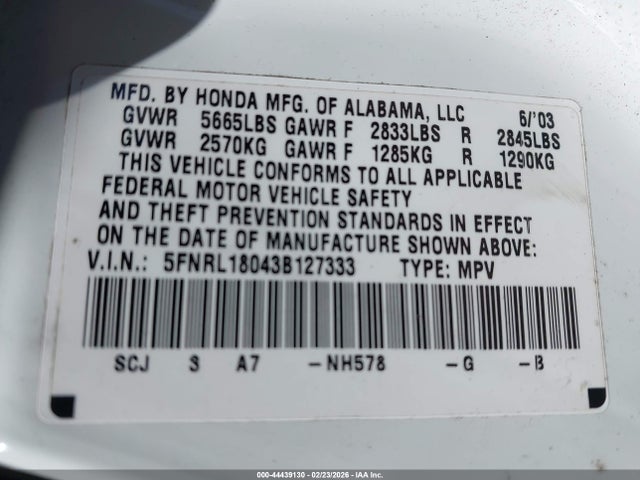 MFD. BY HONDA MFG. OF ALABAMA, LLC 6/'03
GVWR 5665LBS GAWR F 2833LBS R 2845LBS
GVWR 2570KG GAWR F 1285KG R 1290KG
THIS VEHICLE CONFORMS TO ALL APPLICABLE
FEDERAL MOTOR VEHICLE SAFETY
AND THEFT PREVENTION STANDARDS IN EFFECT
ON THE DATE OF MANUFACTURE SHOWN ABOVE:
V.I.N.: 5FNRL18043B127333 TYPE: MPV
SCJ S A7 -NH578 -G -B
000-44439130 - 02/23/2026 - IAA Inc.